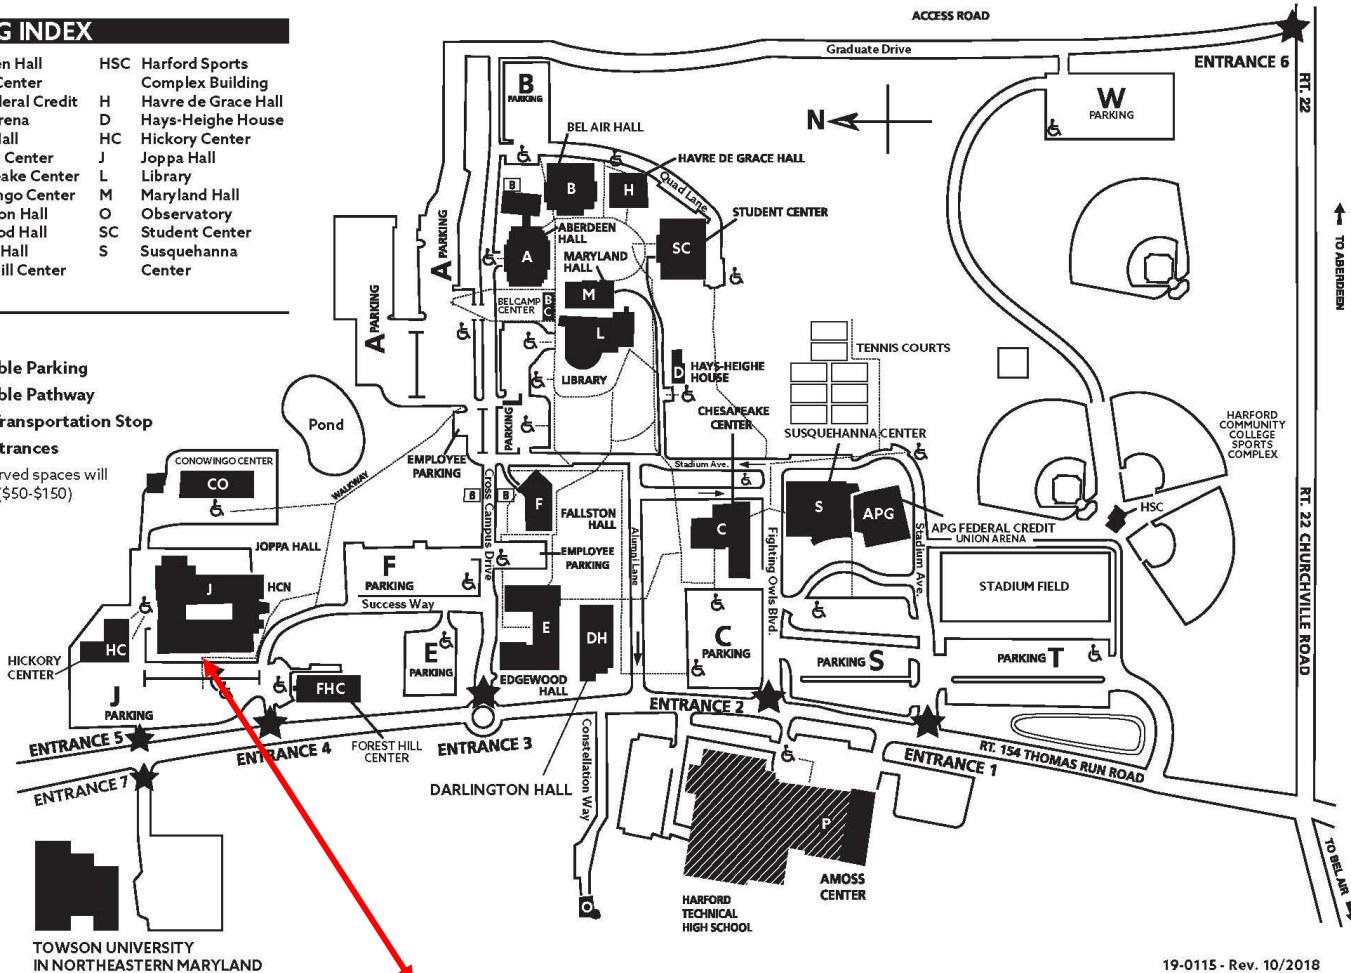 G INDEX
en Hall
Center
deral Credit
rena
Hall
Center
ake Center
ngo Center
on Hall
od Hall
Hall
ill Center
HSC Harford Sports
Complex Building
H Havre de Grace Hall
D Hays-Heighe House
HC Hickory Center
J Joppa Hall
L Library
M Maryland Hall
O Observatory
SC Student Center
S Susquehanna
Center
ble Parking
ble Pathway
Transportation Stop
trances
rved spaces will
($50-$150)
ACCESS ROAD
Graduate Drive
ENTRANCE 6
RT. 22
W
PARKING
B
PARKING
N
BEL AIR HALL
HAVRE DE GRACE HALL
B
H
Quad Lane
B
STUDENT CENTER
SC
ABERDEEN
HALL
A
MARYLAND
HALL
M
A PARKING
A PARKING
TO ABERDEEN
BELCAMP
CENTER
B
C
L
LIBRARY
D
HAYS-HEIGHE
HOUSE
TENNIS COURTS
CHESAPEAKE
CENTER
SUSQUEHANNA CENTER
HARFORD
COMMUNITY
COLLEGE
SPORTS
COMPLEX
Pond
L
PARKING
EMPLOYEE
PARKING
WALKWAY
CONOWINGO CENTER
CO
Stadium Ave.
B
B
Cross Campus Drive
F
FALLSTON
HALL
Alumni Lane
C
Fighting Owls Blvd.
S
APG
APG FEDERAL CREDIT
UNION ARENA
HSC
RT. 22 CHURCHVILLE ROAD
Stadium Ave.
JOPPA HALL
J
HCN
F
PARKING
EMPLOYEE
PARKING
Success Way
STADIUM FIELD
HC
HICKORY
CENTER
E
PARKING
E
DH
C
PARKING
PARKING S
PARKING T
EDGEWOOD
HALL
J
PARKING
FHC
ENTRANCE 2
ENTRANCE 5
ENTRANCE 4
FOREST HILL
CENTER
ENTRANCE 3
ENTRANCE 1
RT. 154 THOMAS RUN ROAD
ENTRANCE 7
DARLINGTON HALL
Constellation Way
P
AMOSS
CENTER
HARFORD
TECHNICAL
HIGH SCHOOL
O
TO BEL AIR
TOWSON UNIVERSITY
IN NORTHEASTERN MARYLAND
19-0115 - Rev. 10/2018